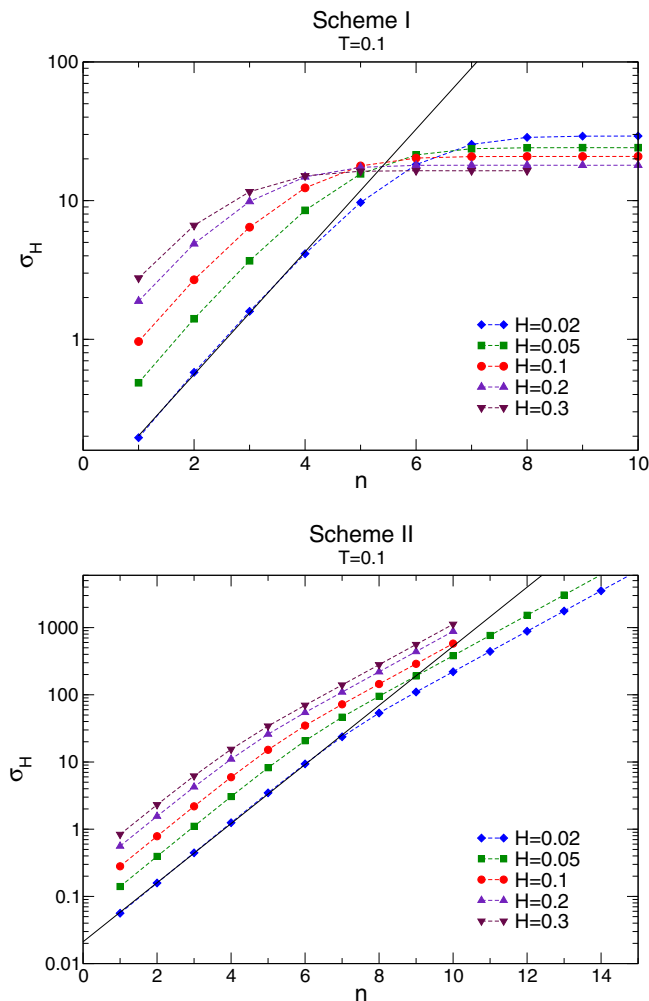 Scheme I
T=0.1
100
10
1
σH
H=0.02
H=0.05
H=0.1
H=0.2
H=0.3
0 2 4 6 8 10
n
Scheme II
T=0.1
1000
100
10
1
0.1
0.01
σH
H=0.02
H=0.05
H=0.1
H=0.2
H=0.3
0 2 4 6 8 10 12 14
n